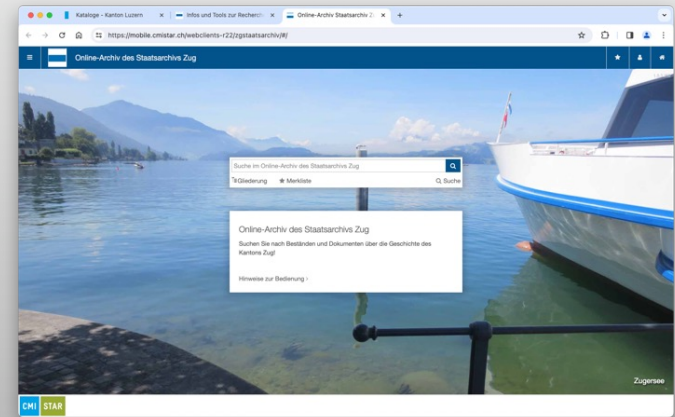 Kataloge - Kanton Luzern
Infos und Tools zur Recherch
Online-Archiv Staatsarchiv Z
https://mobile.cmistar.ch/webclients-r22/zgstaatsarchiv/#/
Online-Archiv des Staatsarchivs Zug
Suche im Online-Archiv des Staatsarchivs Zug
Gliederung
Merkliste
Suche
Online-Archiv des Staatsarchivs Zug
Suchen Sie nach Beständen und Dokumenten über die Geschichte des
Kantons Zug!
Hinweise zur Bedienung ›
Zugersee
CMI STAR